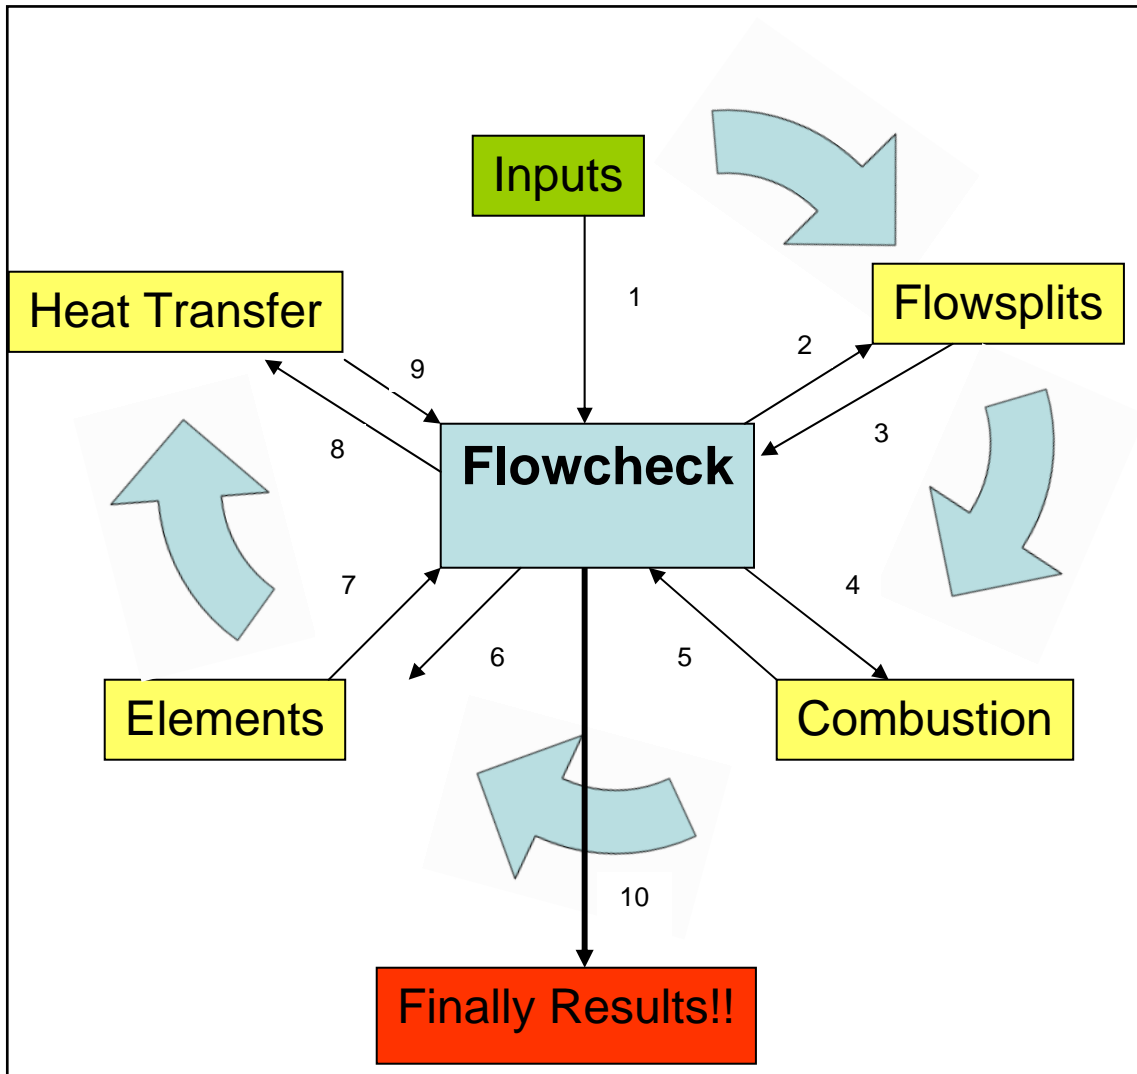 Inputs
1
Heat Transfer
Flowsplits
2
9
3
8
Flowcheck
7
4
6
5
Elements
Combustion
10
Finally Results!!